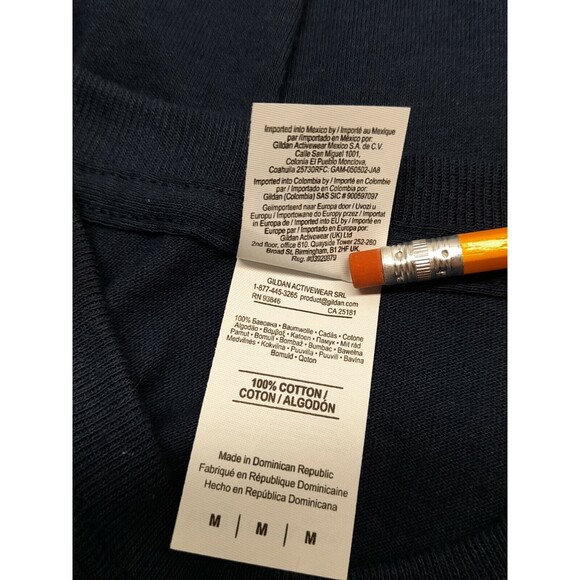 Imported into Mexico by / Importé au Mexique
par / Importado en México por:
Gildan Activewear Mexico S.A. de C.V.
Calle San Miguel 1001,
Colonia El Pueblo Monclova,
Coahuila 25730RFC: GAM-050502-JA8
Imported into Colombia by / Importé en Colombie
par / Importado en Colombia por:
Gildan (Colombia) SAS SIC # 900597097
Geïmporteerd naar Europa door / Uvozi u
Europu / Importowane do Europy przez / Importat
în Europa de / Imported into EU by / Importé en
Europe par / Importado en Europa por:
Gildan Activewear (UK) Ltd
2nd floor, office 610. Quayside Tower 252-260
Broad St, Birmingham, B1 2HF UK.
Reg. #03929879
GILDAN ACTIVEWEAR SRL
1-877-445-3265 product@gildan.com
RN 93846 CA 25181
100% Бавовна • Baumwolle • Cadás • Cotone
Algodão • Βαμβάκι • Katoen • Памук • Mit rád
Pamut • Bomull • Bombaž • Bumbac • Bawełna
Medvilnės • Kokvilna • Puuvilla • Puuvill • Bavlna
Bomuld • Qoton
100% COTTON /
COTON / ALGODÓN
Made in Dominican Republic
Fabriqué en République Dominicaine
Hecho en República Dominicana
M | M | M